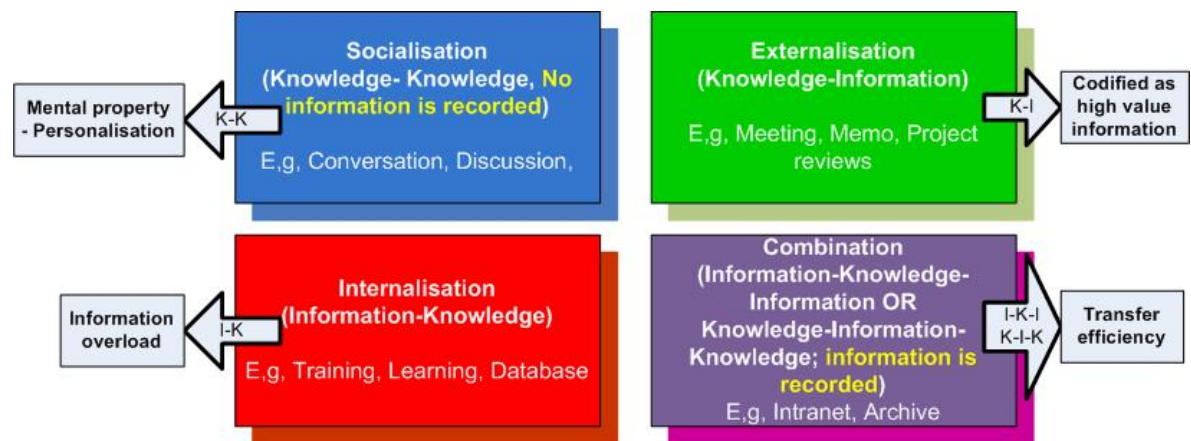 Socialisation
(Knowledge- Knowledge, No
information is recorded)
E,g, Conversation, Discussion,
K-K
Mental property
- Personalisation
Externalisation
(Knowledge-Information)
E,g, Meeting, Memo, Project
reviews
K-I
Codified as
high value
information
Internalisation
(Information-Knowledge)
E,g, Training, Learning, Database
I-K
Information
overload
Combination
(Information-Knowledge-
Information OR
Knowledge-Information-
Knowledge; information is
recorded)
E,g, Intranet, Archive
I-K-I
K-I-K
Transfer
efficiency